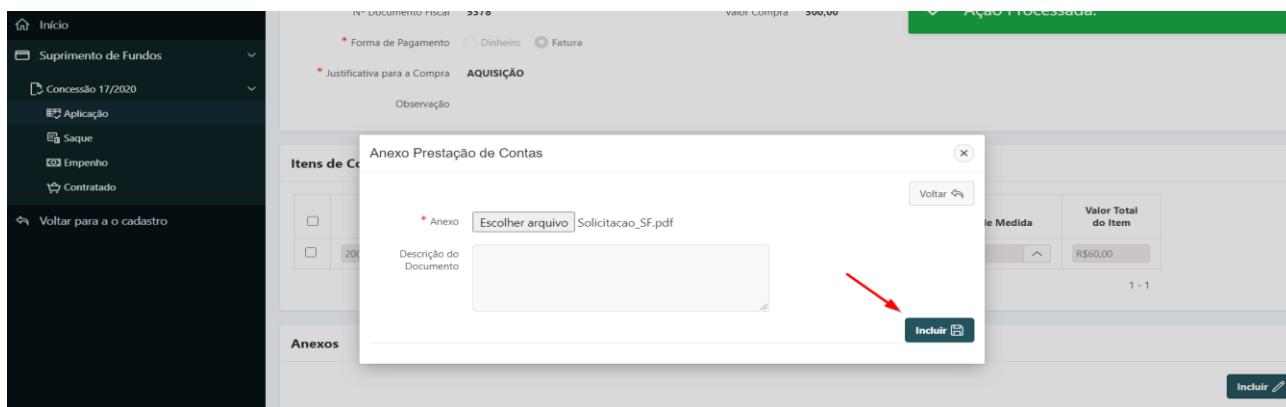 Início
Suprimento de Fundos
Concessão 17/2020
Aplicação
Saque
Empenho
Contratado
Voltar para a o cadastro
Nº Documento Fiscal 5378 Valor Compra 500,00
Ação Processada.
* Forma de Pagamento Dinheiro Fatura
* Justificativa para a Compra AQUISIÇÃO
Observação
Itens de Co
Anexo Prestação de Contas
Voltar
* Anexo Escolher arquivo Solicitacao_SF.pdf
Descrição do
Documento
Incluir
de Medida
Valor Total
do Item
200
R$60,00
1 - 1
Anexos
Incluir